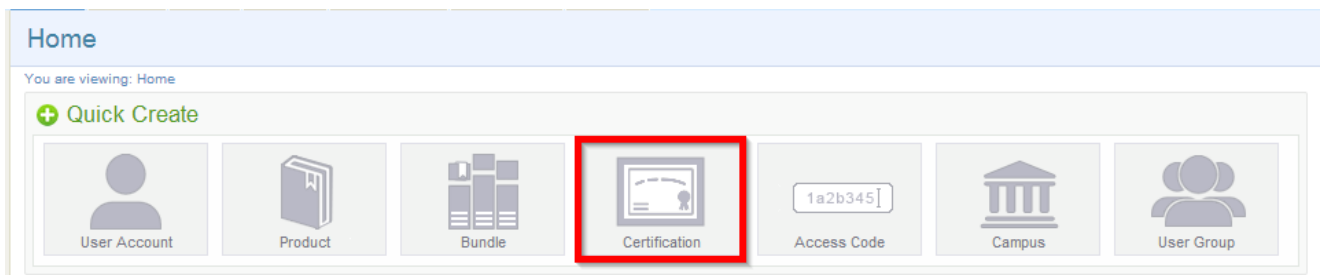 Home
You are viewing: Home
Quick Create
1a2b345
User Account
Product
Bundle
Certification
Access Code
Campus
User Group